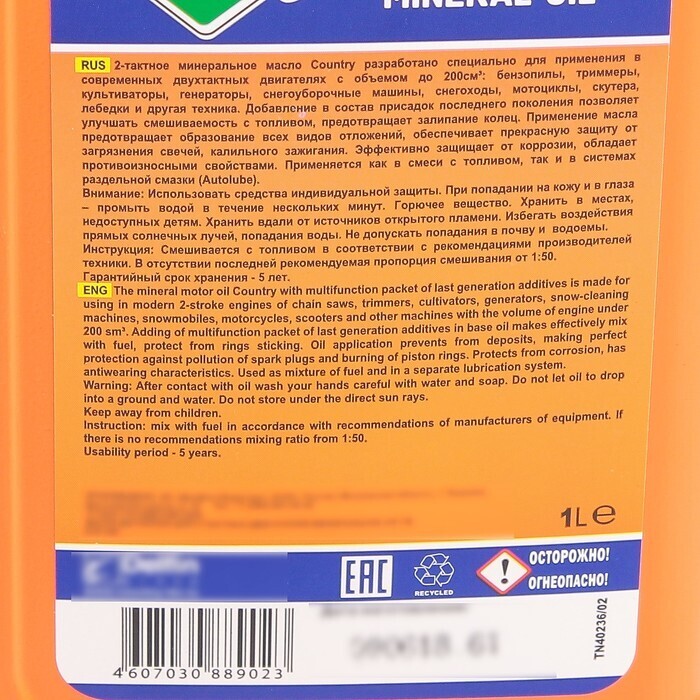 MINERAL OIL
RUS 2-тактное минеральное масло Country разработано специально для применения в
современных двухтактных двигателях с объемом до 200см³: бензопилы, триммеры,
культиваторы, генераторы, снегоуборочные машины, снегоходы, мотоциклы, скутера,
лебедки и другая техника. Добавление в состав присадок последнего поколения позволяет
улучшать смешиваемость с топливом, предотвращает залипание колец. Применение масла
предотвращает образование всех видов отложений, обеспечивает прекрасную защиту от
загрязнения свечей, калильного зажигания. Эффективно защищает от коррозии, обладает
противоизносными свойствами. Применяется как в смеси с топливом, так и в системах
раздельной смазки (Autolube).
Внимание: Использовать средства индивидуальной защиты. При попадании на кожу и в глаза
– промыть водой в течение нескольких минут. Горючее вещество. Хранить в местах,
недоступных детям. Хранить вдали от источников открытого пламени. Избегать воздействия
прямых солнечных лучей, попадания воды. Не допускать попадания в почву и водоемы.
Инструкция: Смешивается с топливом в соответствии с рекомендациями производителей
техники. В отсутствии последней рекомендуемая пропорция смешивания от 1:50.
Гарантийный срок хранения - 5 лет.
ENG The mineral motor oil Country with multifunction packet of last generation additives is made for
using in modern 2-stroke engines of chain saws, trimmers, cultivators, generators, snow-cleaning
machines, snowmobiles, motorcycles, scooters and other machines with the volume of engine under
200 sm³. Adding of multifunction packet of last generation additives in base oil makes effectively mix
with fuel, protect from rings sticking. Oil application prevents from deposits, making perfect
protection against pollution of spark plugs and burning of piston rings. Protects from corrosion, has
antiwearing characteristics. Used as mixture of fuel and in a separate lubrication system.
Warning: After contact with oil wash your hands careful with water and soap. Do not let oil to drop
into a ground and water. Do not store under the direct sun rays.
Keep away from children.
Instruction: mix with fuel in accordance with recommendations of manufacturers of equipment. If
there is no recommendations mixing ratio from 1:50.
Usability period - 5 years.
1L e
EAC
RECYCLED
ОСТОРОЖНО!
ОГНЕОПАСНО!
TN40236/02
4 607030 889023